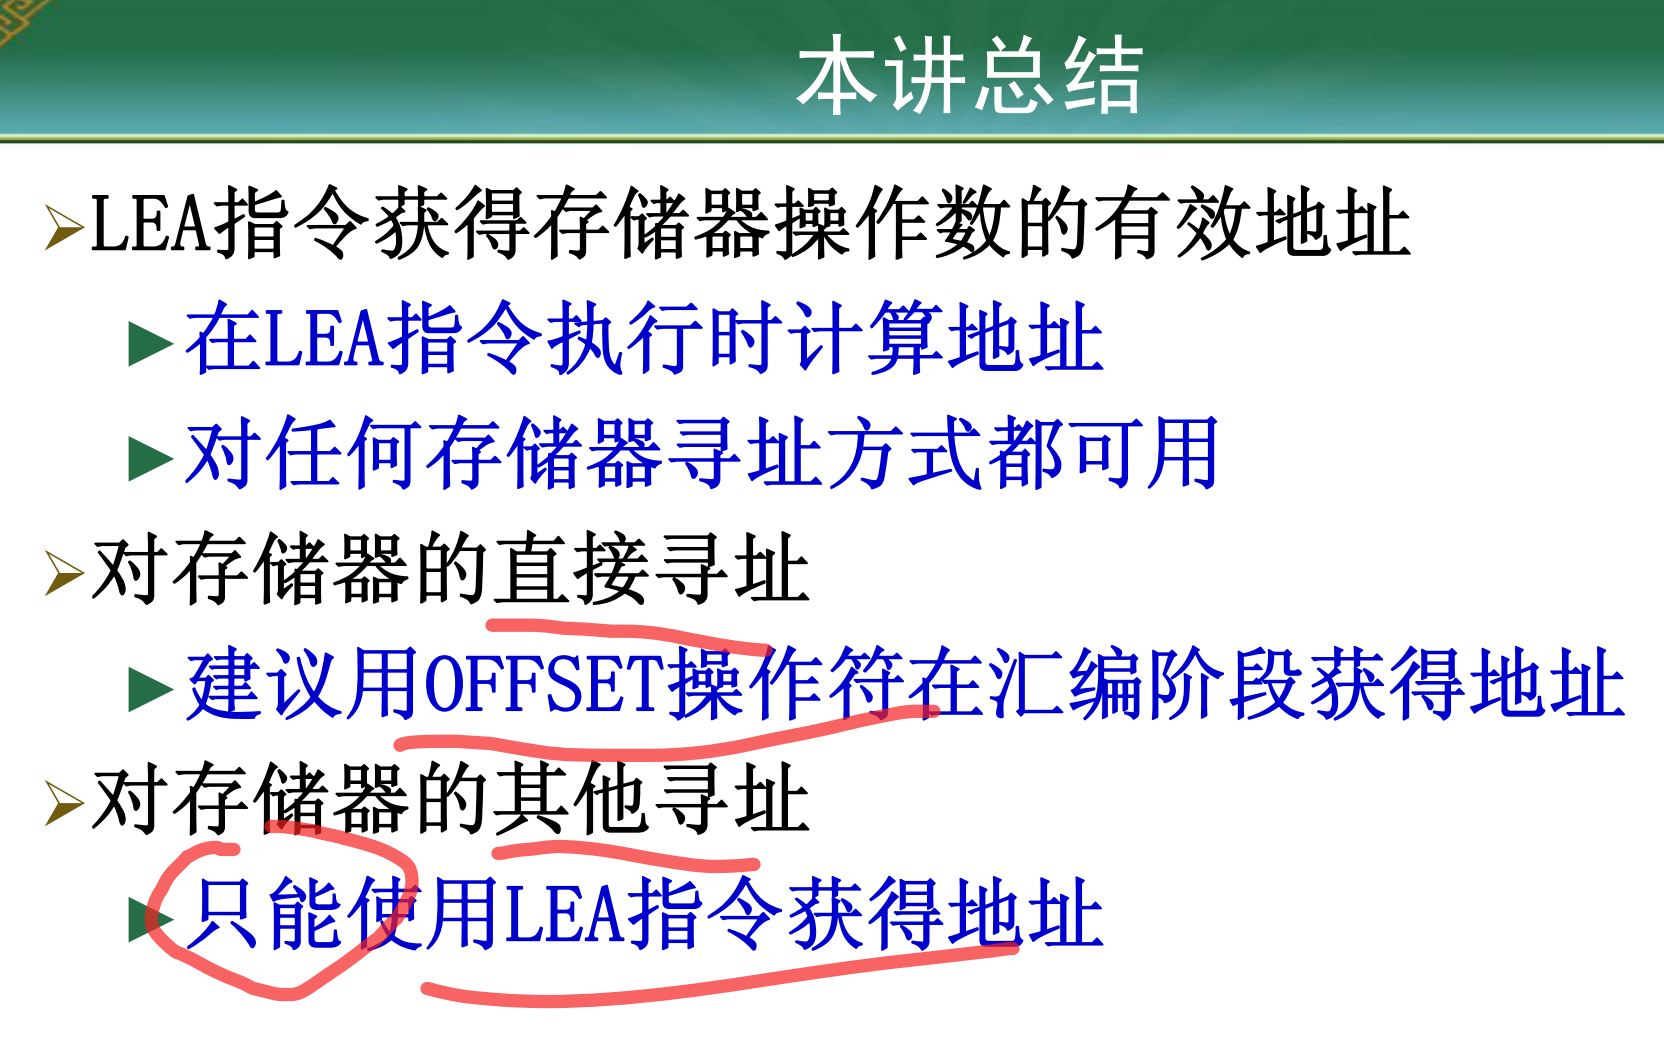 本讲总结
LEA指令获得存储器操作数的有效地址
在LEA指令执行时计算地址
对任何存储器寻址方式都可用
对存储器的直接寻址
建议用OFFSET操作符在汇编阶段获得地址
对存储器的其他寻址
只能使用LEA指令获得地址